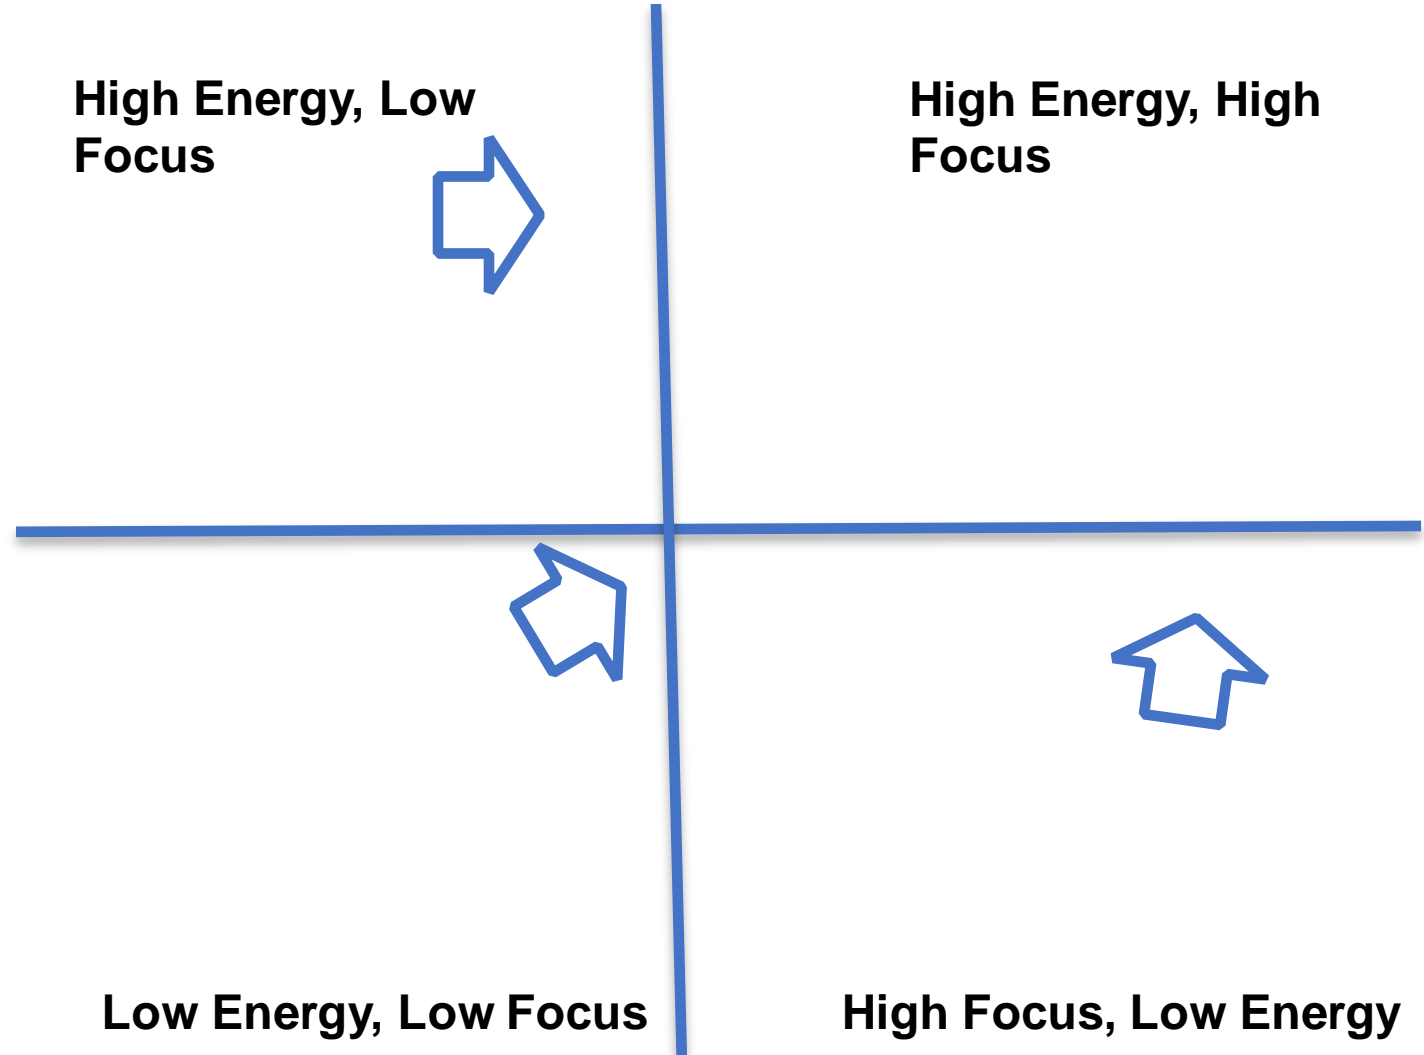 High Energy, Low
Focus
High Energy, High
Focus
Low Energy, Low Focus
High Focus, Low Energy